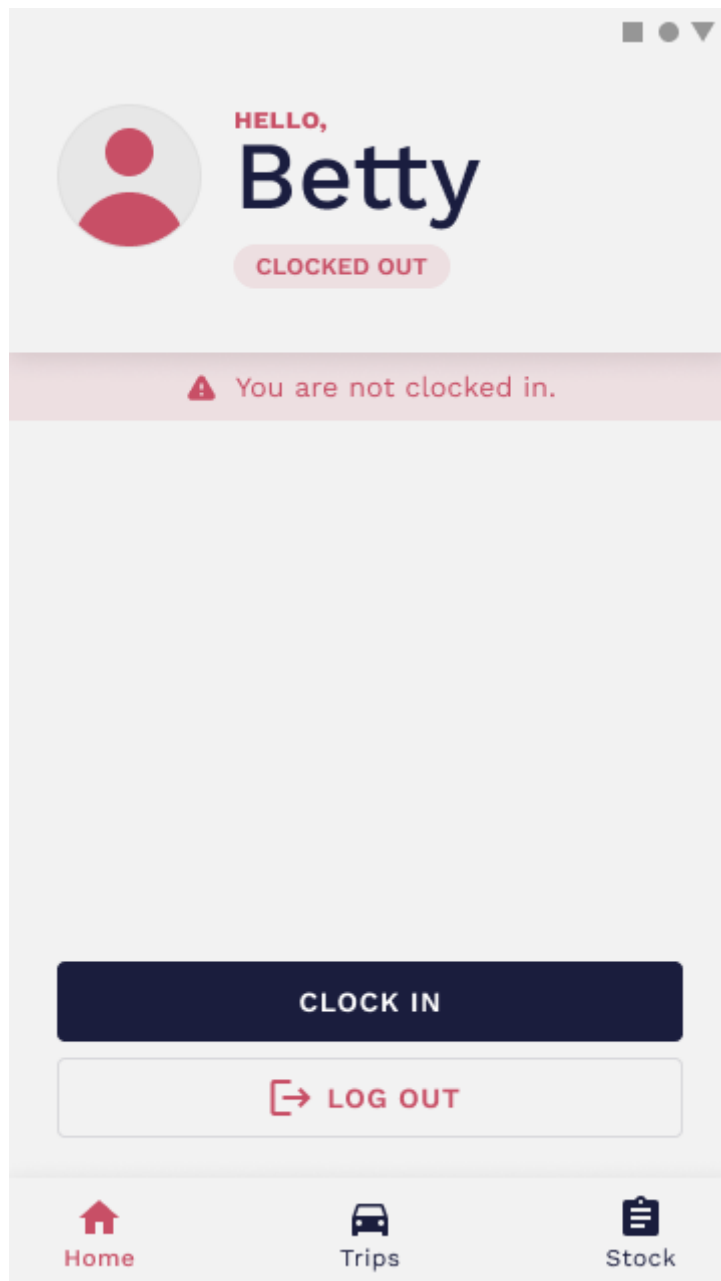 HELLO,
Betty
CLOCKED OUT
You are not clocked in.
CLOCK IN
LOG OUT
Home Trips Stock